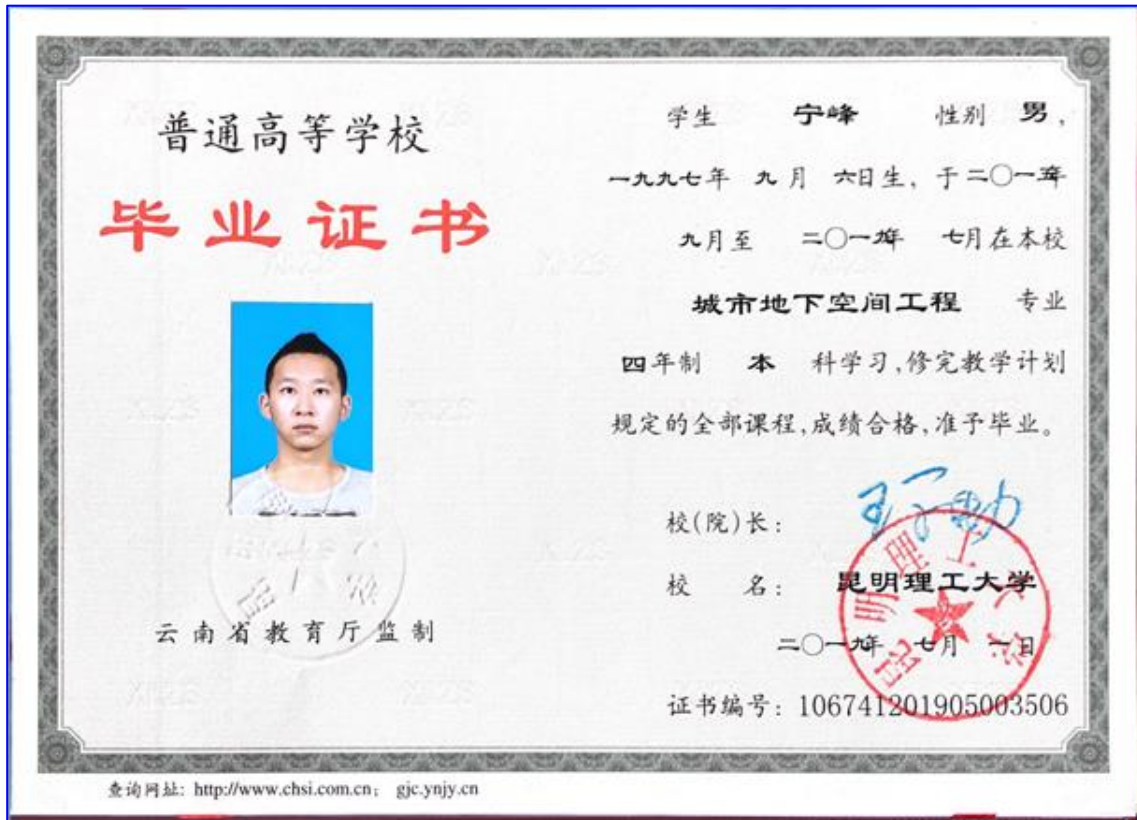 普通高等学校
毕业证书
云南省教育厅监制
学生 宁峰 性别 男，
一九九七年 九月 六日生，于二〇一五年
九月至 二〇一九年 七月在本校
城市地下空间工程 专业
四年制 本 科学习，修完教学计划
规定的全部课程，成绩合格，准予毕业。
校(院)长：
校 名： 昆明理工大学
昆明理工大学
二〇一九年 七月 一日
证书编号：106741201905003506
查询网址: http://www.chsi.com.cn; gjc.ynjy.cn